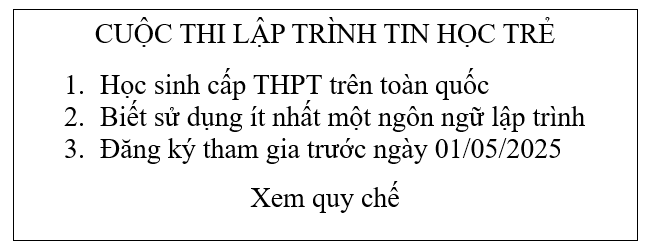 CUỘC THI LẬP TRÌNH TIN HỌC TRẺ
1. Học sinh cấp THPT trên toàn quốc
2. Biết sử dụng ít nhất một ngôn ngữ lập trình
3. Đăng ký tham gia trước ngày 01/05/2025
Xem quy chế